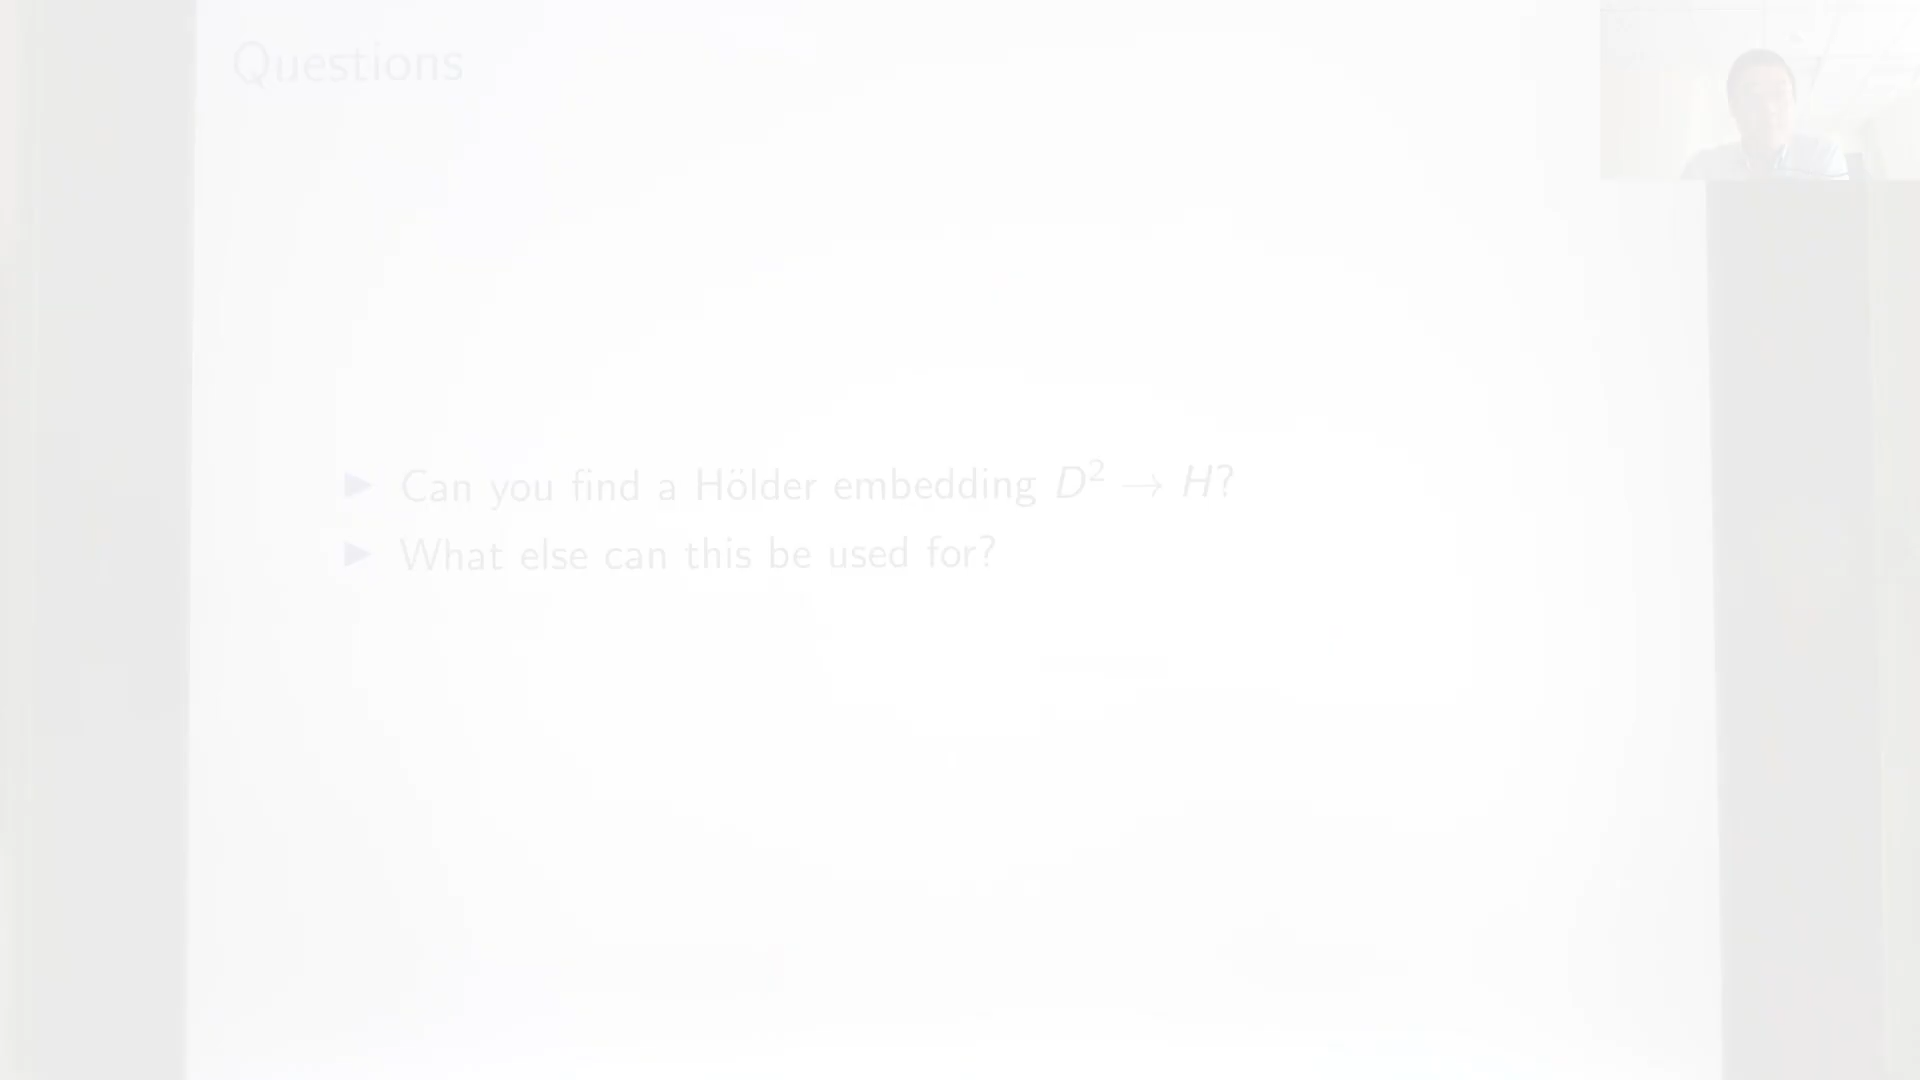 Questions
▶ Can you find a Hölder embedding D² → H?
▶ What else can this be used for?